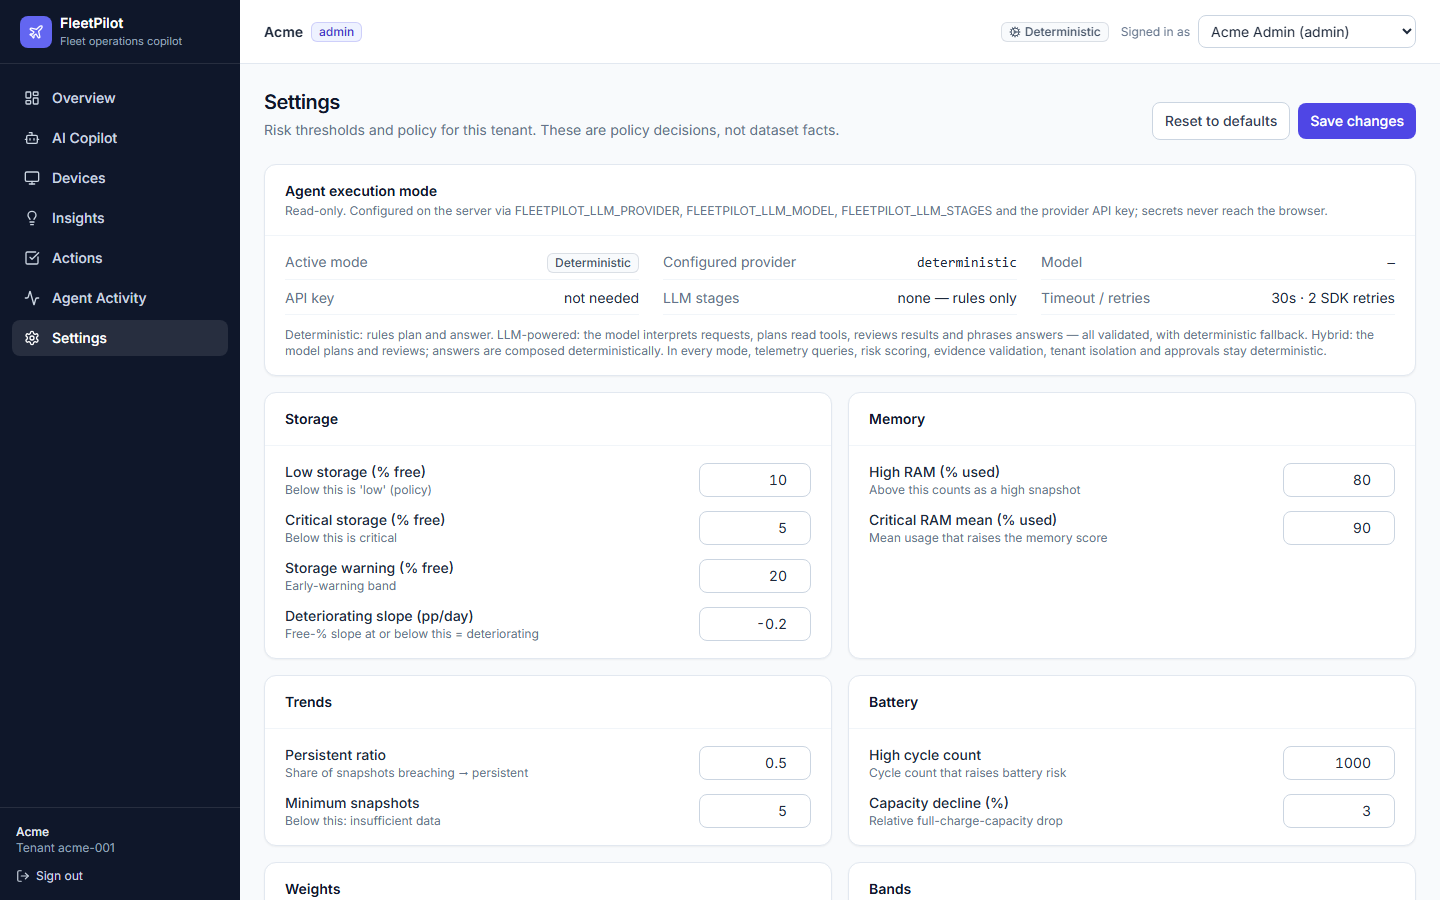 FleetPilot
Fleet operations copilot
Overview
AI Copilot
Devices
Insights
Actions
Agent Activity
Settings
Acme
Tenant acme-001
Sign out
Acme admin
Deterministic Signed in as Acme Admin (admin)
Settings
Risk thresholds and policy for this tenant. These are policy decisions, not dataset facts.
Reset to defaults Save changes
Agent execution mode
Read-only. Configured on the server via FLEETPILOT_LLM_PROVIDER, FLEETPILOT_LLM_MODEL, FLEETPILOT_LLM_STAGES and the provider API key; secrets never reach the browser.
Active mode Deterministic Configured provider deterministic Model –
API key not needed LLM stages none — rules only Timeout / retries 30s · 2 SDK retries
Deterministic: rules plan and answer. LLM-powered: the model interprets requests, plans read tools, reviews results and phrases answers — all validated, with deterministic fallback. Hybrid: the
model plans and reviews; answers are composed deterministically. In every mode, telemetry queries, risk scoring, evidence validation, tenant isolation and approvals stay deterministic.
Storage
Low storage (% free) 10
Below this is 'low' (policy)
Critical storage (% free) 5
Below this is critical
Storage warning (% free) 20
Early-warning band
Deteriorating slope (pp/day) -0.2
Free-% slope at or below this = deteriorating
Memory
High RAM (% used) 80
Above this counts as a high snapshot
Critical RAM mean (% used) 90
Mean usage that raises the memory score
Trends
Persistent ratio 0.5
Share of snapshots breaching → persistent
Minimum snapshots 5
Below this: insufficient data
Battery
High cycle count 1000
Cycle count that raises battery risk
Capacity decline (%) 3
Relative full-charge-capacity drop
Weights
Bands